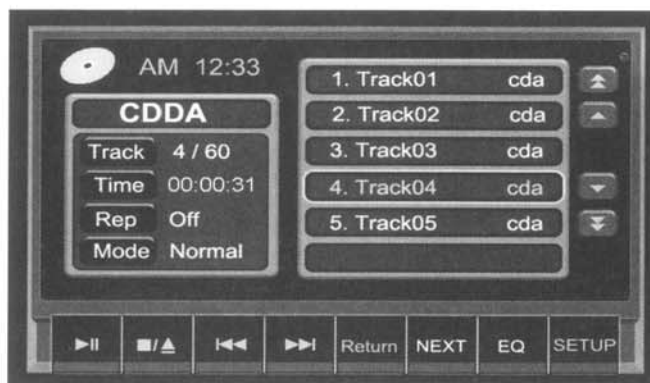 AM 12:33
CDDA
Track 4 / 60
Time 00:00:31
Rep Off
Mode Normal
1. Track01 cda
2. Track02 cda
3. Track03 cda
4. Track04 cda
5. Track05 cda
Return NEXT EQ SETUP